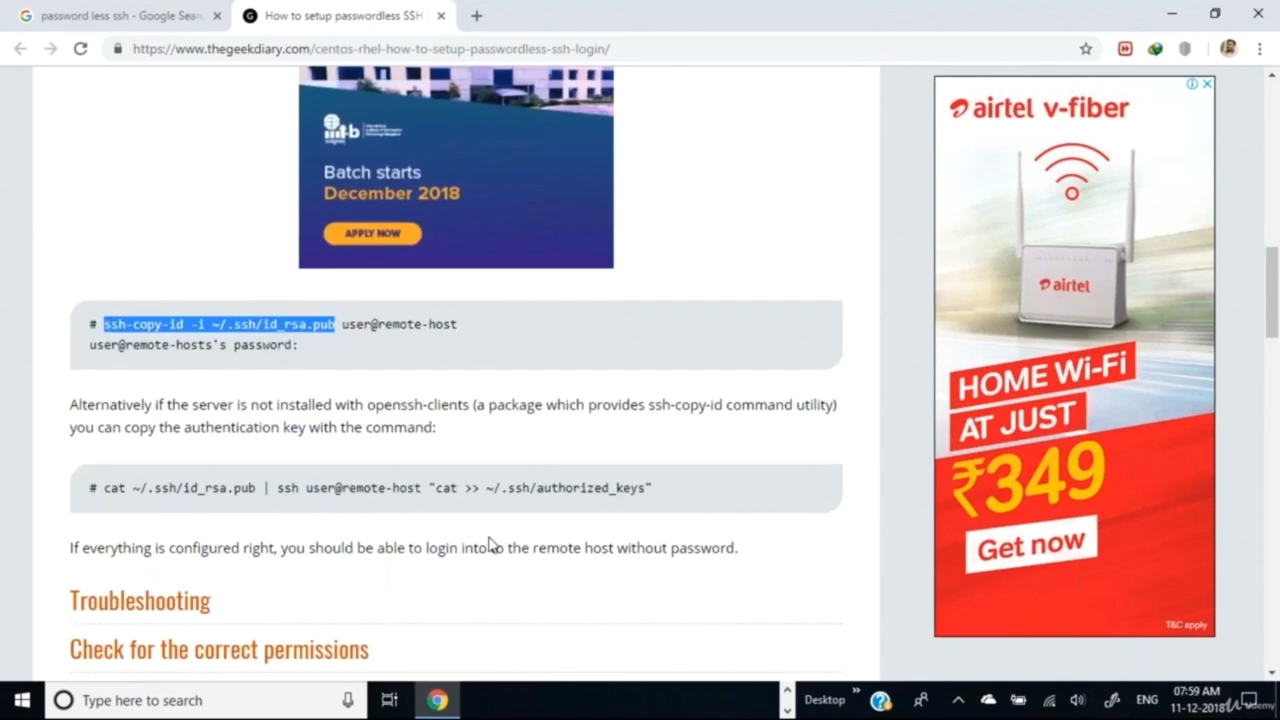 password less ssh - Google Sear
How to setup passwordless SSH
https://www.thegeekdiary.com/centos-rhel-how-to-setup-passwordless-ssh-login/
Batch starts
December 2018
APPLY NOW
# ssh-copy-id -i ~/.ssh/id_rsa.pub user@remote-host
user@remote-hosts's password:
Alternatively if the server is not installed with openssh-clients (a package which provides ssh-copy-id command utility)
you can copy the authentication key with the command:
# cat ~/.ssh/id_rsa.pub | ssh user@remote-host "cat >> ~/.ssh/authorized_keys"
If everything is configured right, you should be able to login into to the remote host without password.
Troubleshooting
Check for the correct permissions
airtel v-fiber
airtel
HOME Wi-Fi
AT JUST
₹349
Get now
T&C apply
Type here to search
Desktop
ENG
07:59 AM
11-12-2018
Udemy